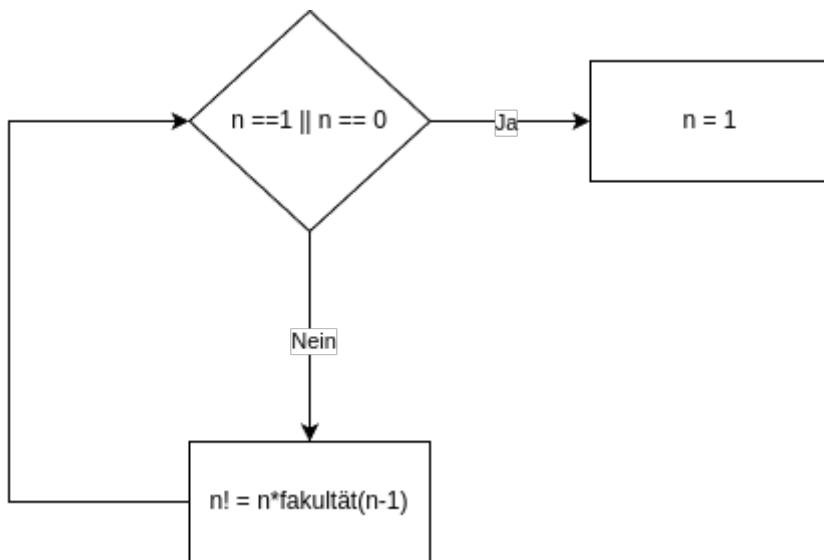 n ==1 || n == 0
Ja
n = 1
Nein
n! = n*fakultät(n-1)